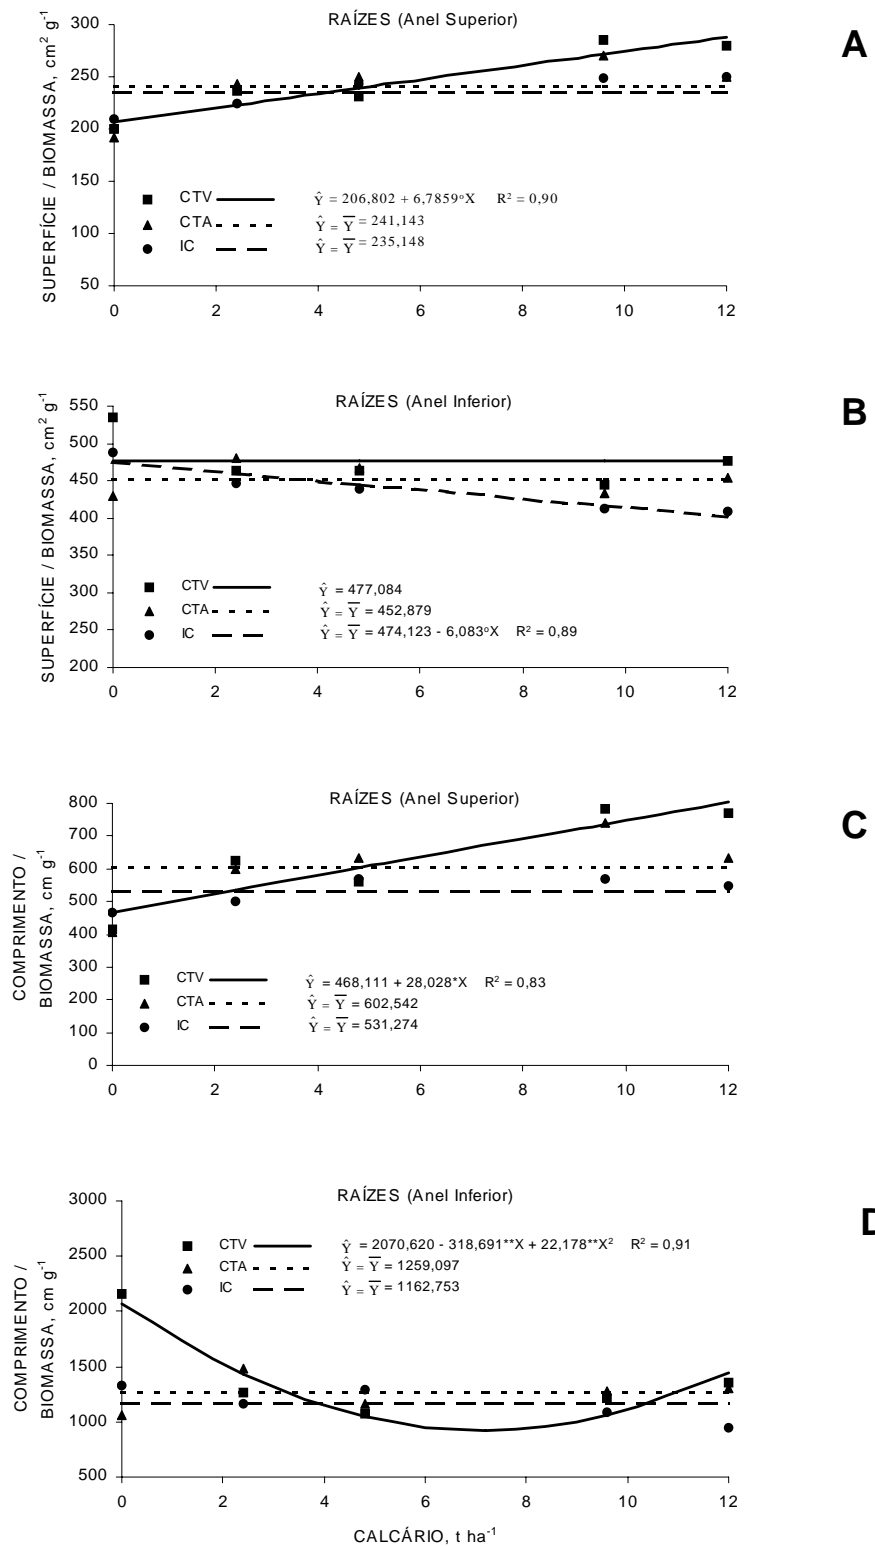 RAÍZES (Anel Superior)
A
SUPERFÍCIE / BIOMASSA, cm² g⁻¹
300
250
200
150
100
50
CTV Ŷ = 206,802 + 6,7859ºX R² = 0,90
CTA Ŷ = Y̅ = 241,143
IC Ŷ = Y̅ = 235,148
0 2 4 6 8 10 12
RAÍZES (Anel Inferior)
B
SUPERFÍCIE / BIOMASSA, cm² g⁻¹
550
500
450
400
350
300
250
200
CTV Ŷ = 477,084
CTA Ŷ = Y̅ = 452,879
IC Ŷ = Y̅ = 474,123 - 6,083ºX R² = 0,89
0 2 4 6 8 10 12
RAÍZES (Anel Superior)
C
COMPRIMENTO /
BIOMASSA, cm g⁻¹
800
700
600
500
400
300
200
100
0
CTV Ŷ = 468,111 + 28,028*X R² = 0,83
CTA Ŷ = Y̅ = 602,542
IC Ŷ = Y̅ = 531,274
0 2 4 6 8 10 12
RAÍZES (Anel Inferior)
D
COMPRIMENTO /
BIOMASSA, cm g⁻¹
3000
2500
2000
1500
1000
500
CTV Ŷ = 2070,620 - 318,691**X + 22,178**X² R² = 0,91
CTA Ŷ = Y̅ = 1259,097
IC Ŷ = Y̅ = 1162,753
0 2 4 6 8 10 12
CALCÁRIO, t ha⁻¹